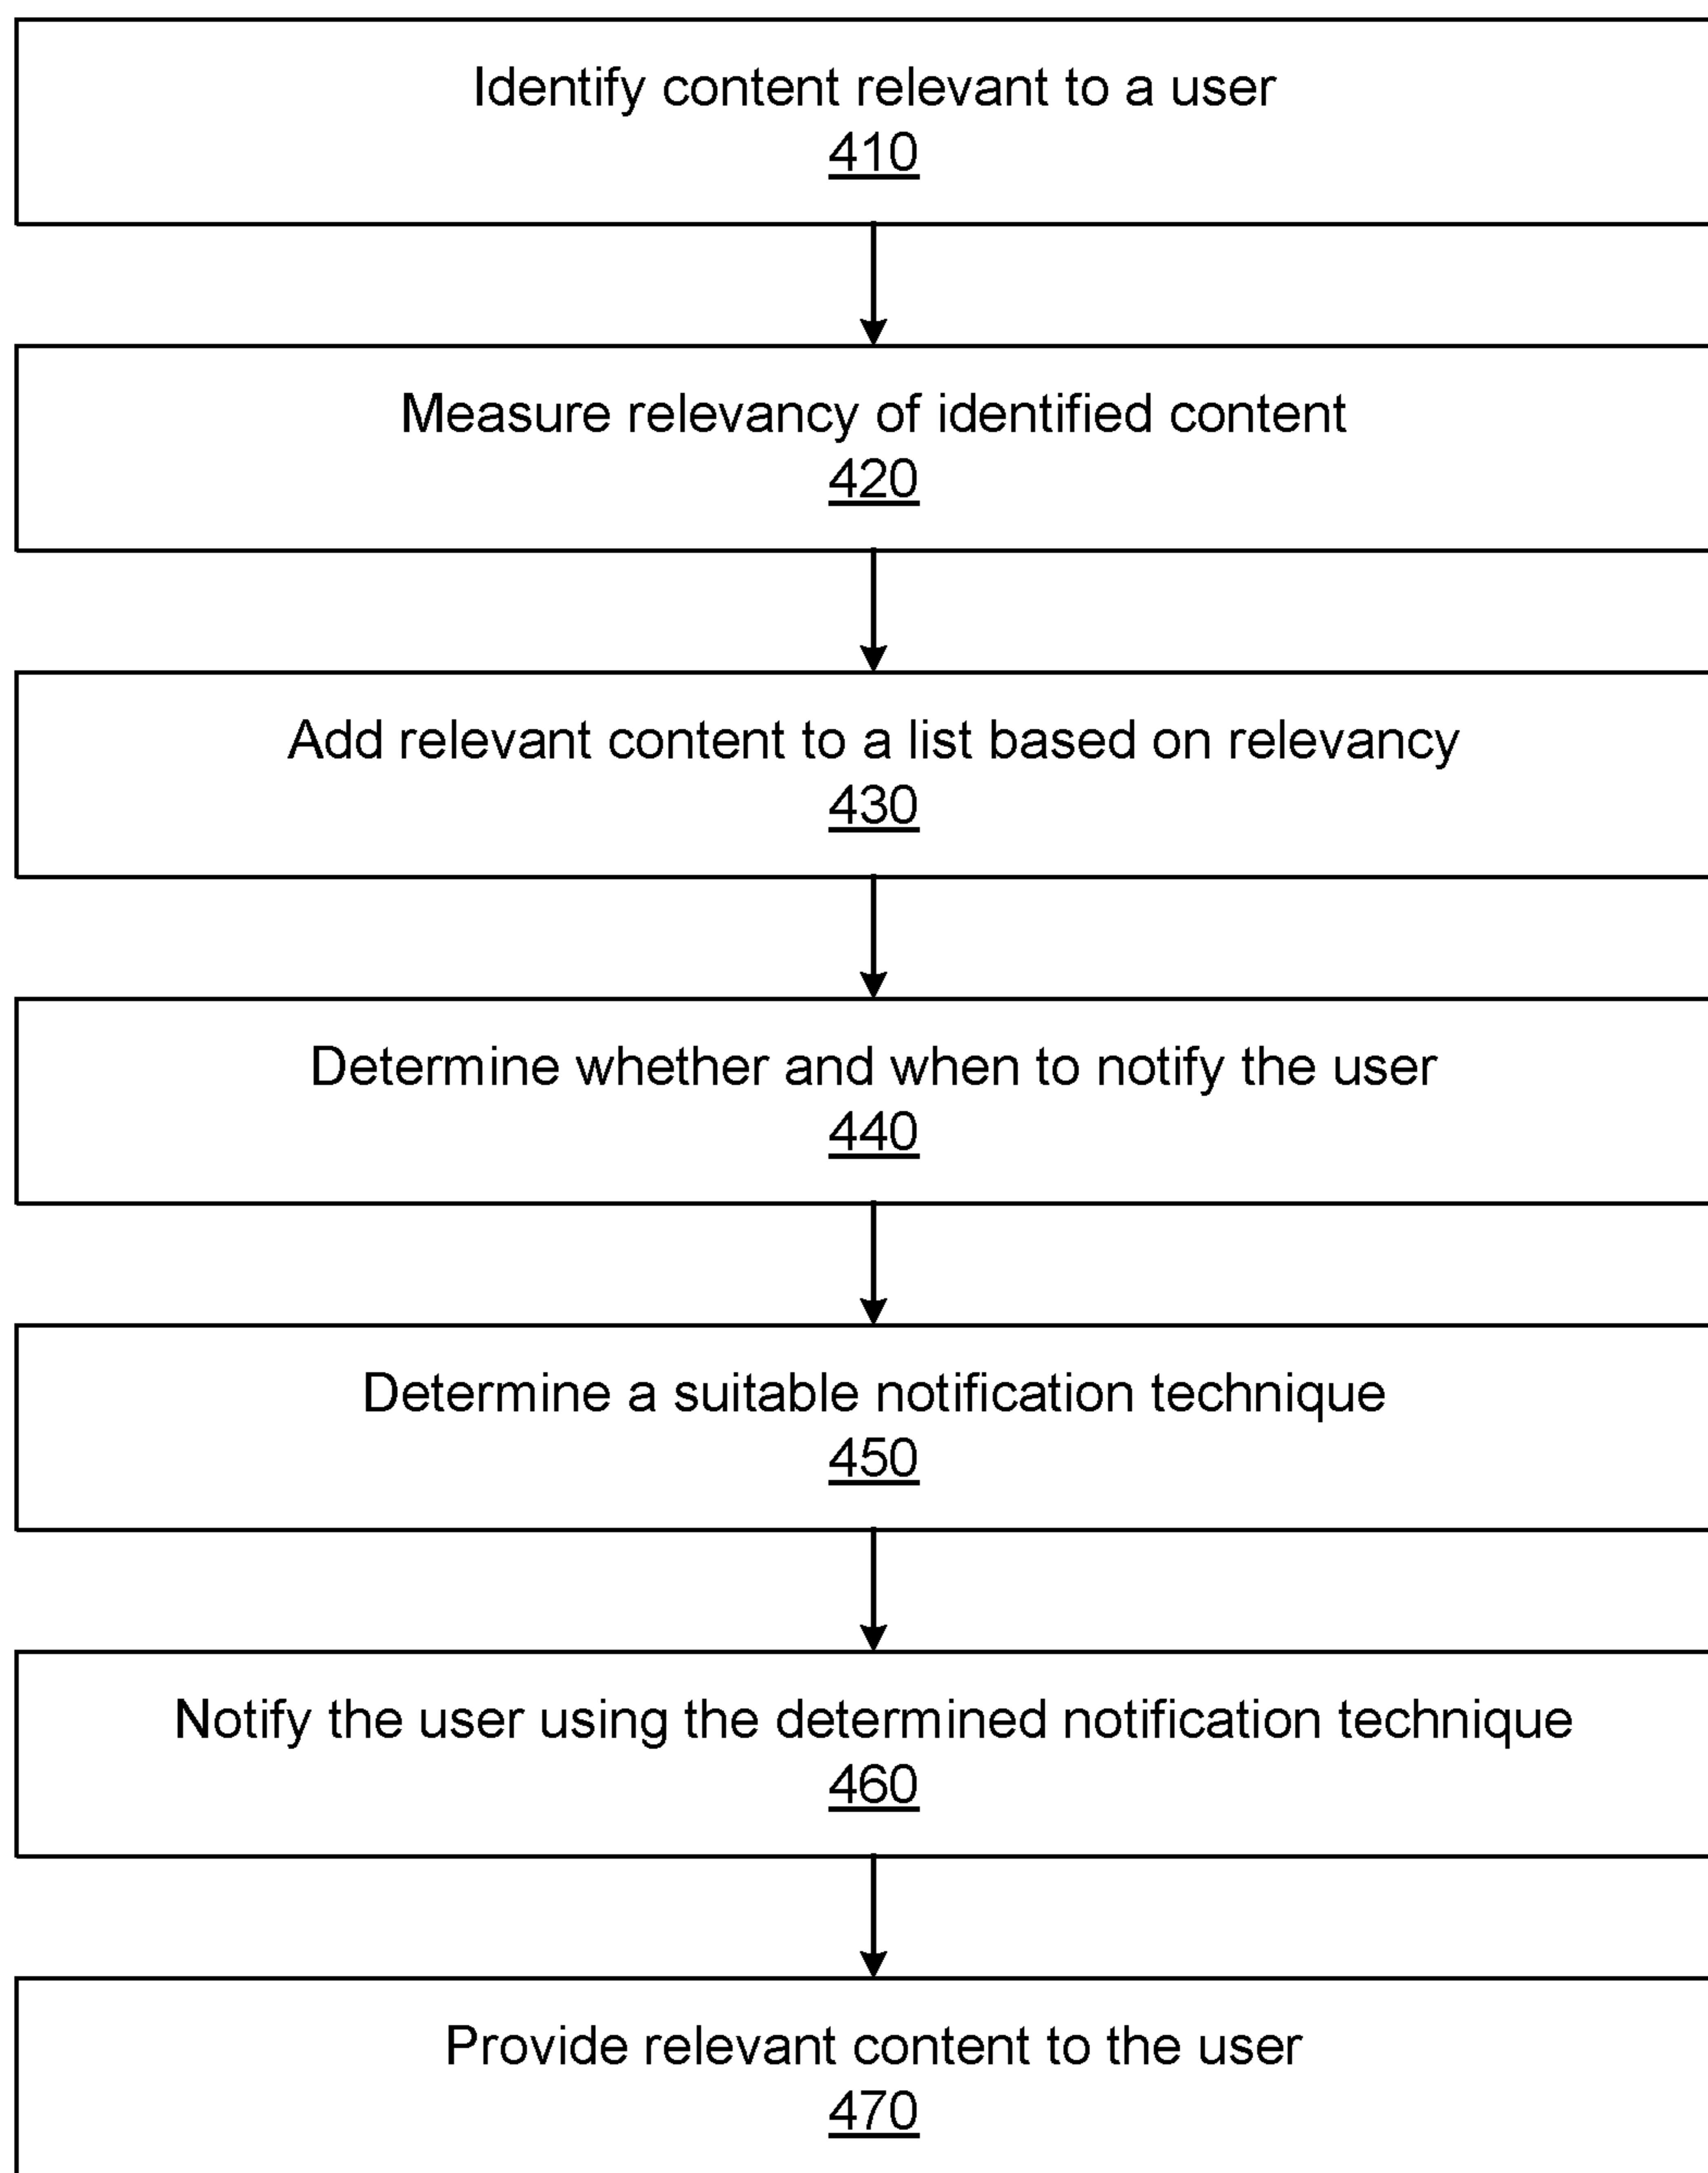 Identify content relevant to a user
410
Measure relevancy of identified content
420
Add relevant content to a list based on relevancy
430
Determine whether and when to notify the user
440
Determine a suitable notification technique
450
Notify the user using the determined notification technique
460
Provide relevant content to the user
470